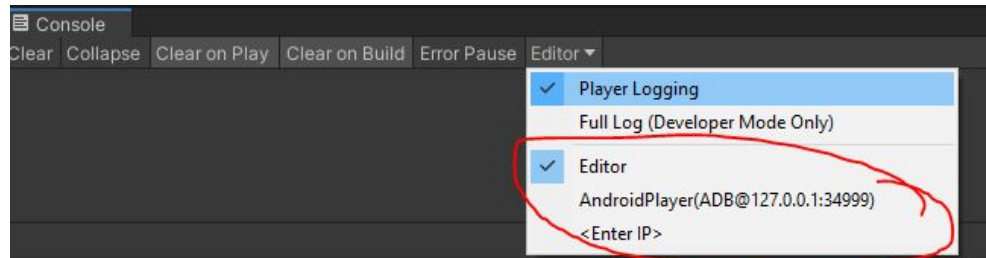 Console
Clear Collapse Clear on Play Clear on Build Error Pause Editor
Player Logging
Full Log (Developer Mode Only)
Editor
AndroidPlayer(ADB@127.0.0.1:34999)
<Enter IP>